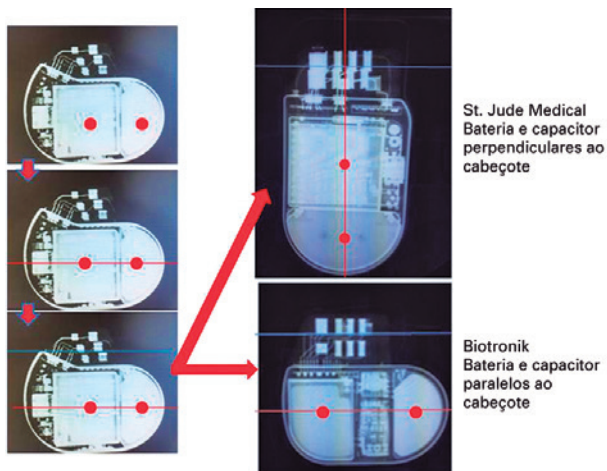 St. Jude Medical
Bateria e capacitor
perpendiculares ao
cabeçote
Biotronik
Bateria e capacitor
paralelos ao
cabeçote